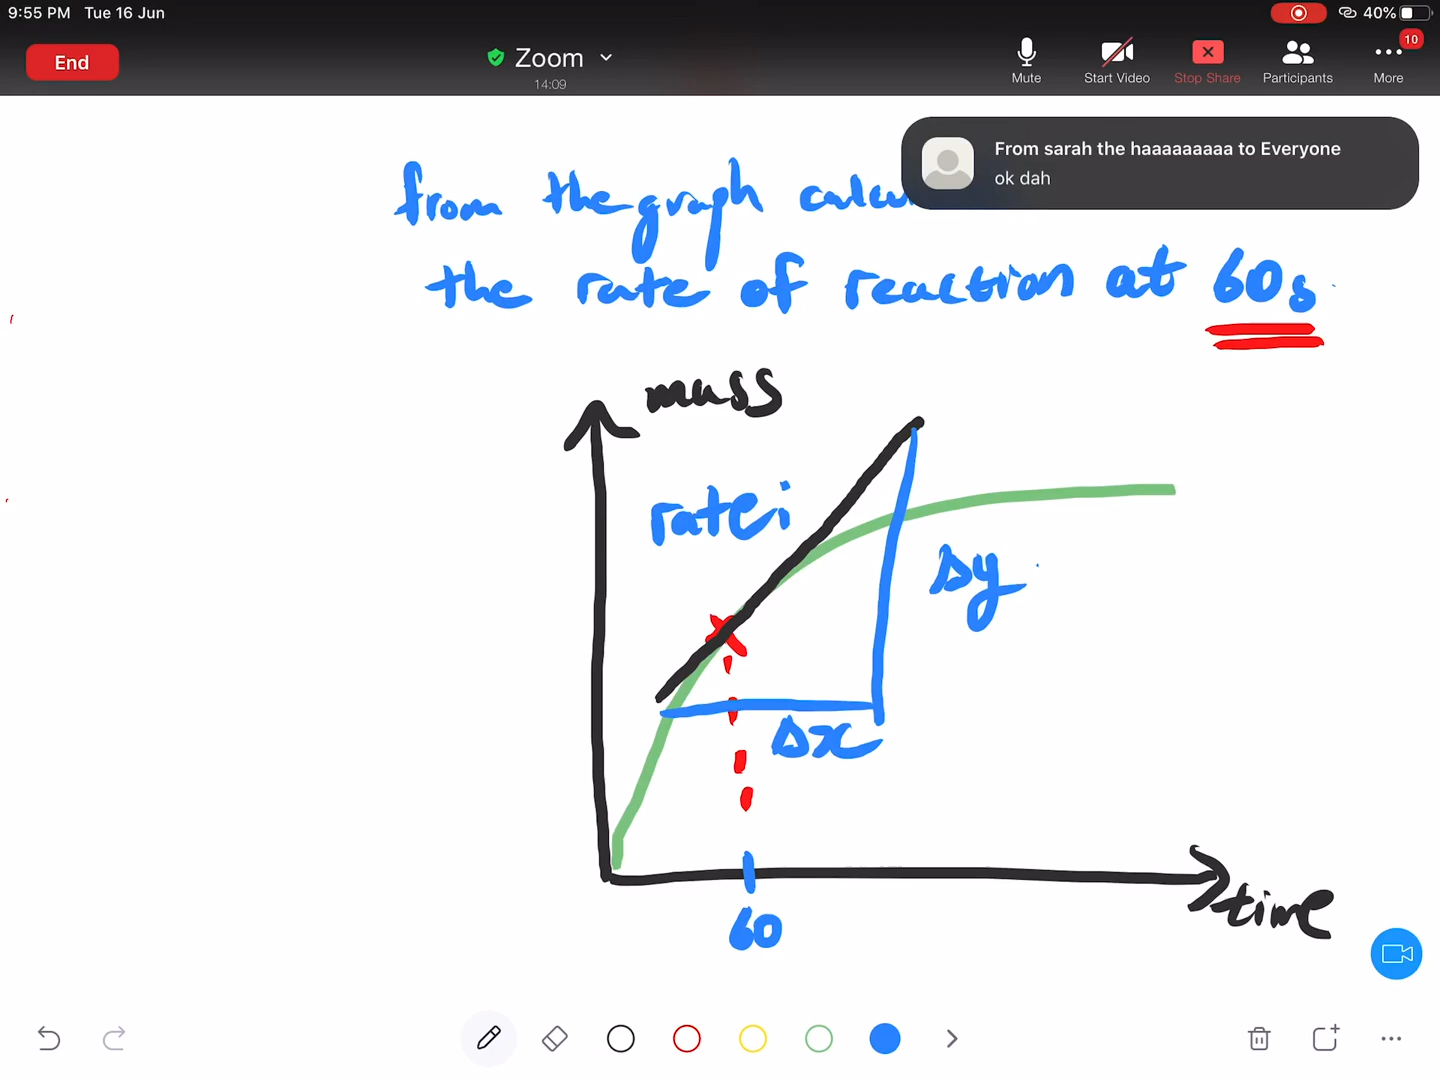 9:55 PM Tue 16 Jun
40%
End
Zoom
14:09
Mute
Start Video
Stop Share
Participants
More
10
From sarah the haaaaaaaaa to Everyone
ok dah
from the graph
the rate of reaction at 60s
mass
rate
Δy
Δx
60
time